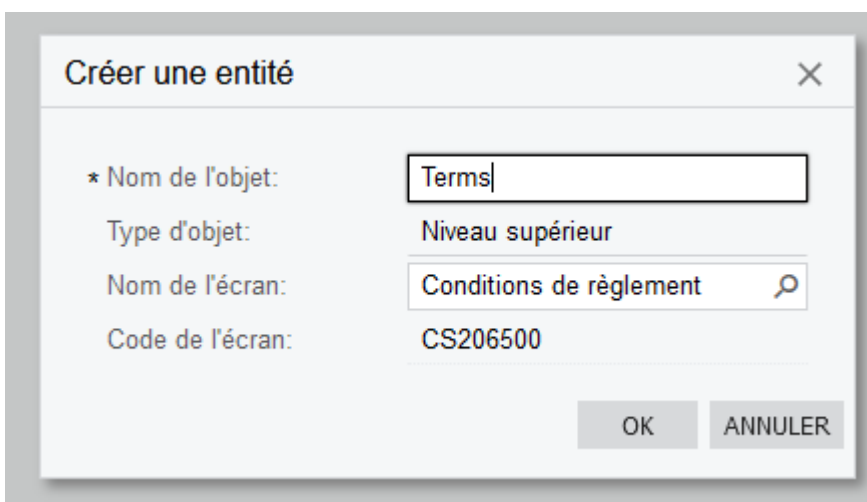 Créer une entité
* Nom de l'objet: Terms
Type d'objet: Niveau supérieur
Nom de l'écran: Conditions de règlement
Code de l'écran: CS206500
OK ANNULER